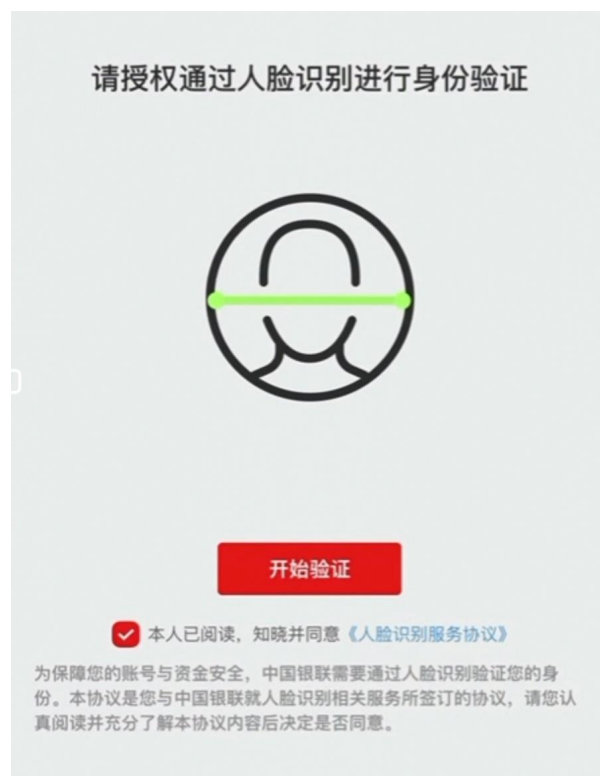 请授权通过人脸识别进行身份验证
开始验证
本人已阅读，知晓并同意《人脸识别服务协议》
为保障您的账号与资金安全，中国银联需要通过人脸识别验证您的身
份。本协议是您与中国银联就人脸识别相关服务所签订的协议，请您认
真阅读并充分了解本协议内容后决定是否同意。